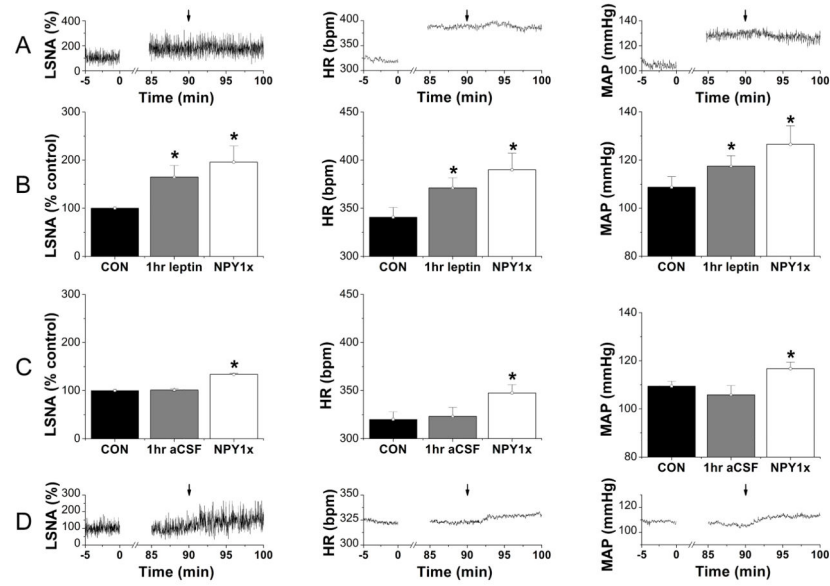 A
LSNA (%)
400
300
200
100
0
-5 0 85 90 95 100
Time (min)
HR (bpm)
400
375
350
325
300
-5 0 85 90 95 100
Time (min)
MAP (mmHg)
140
120
100
-5 0 85 90 95 100
Time (min)
B
LSNA (% control)
300
200
100
0
* *
CON 1hr leptin NPY1x
HR (bpm)
450
400
350
300
* *
CON 1hr leptin NPY1x
MAP (mmHg)
140
120
100
80
* *
CON 1hr leptin NPY1x
C
LSNA (% control)
300
200
100
0
*
CON 1hr aCSF NPY1x
HR (bpm)
450
400
350
300
*
CON 1hr aCSF NPY1x
MAP (mmHg)
140
120
100
80
*
CON 1hr aCSF NPY1x
D
LSNA (%)
300
200
100
0
-5 0 85 90 95 100
Time (min)
HR (bpm)
375
350
325
300
-5 0 85 90 95 100
Time (min)
MAP (mmHg)
140
120
100
-5 0 85 90 95 100
Time (min)